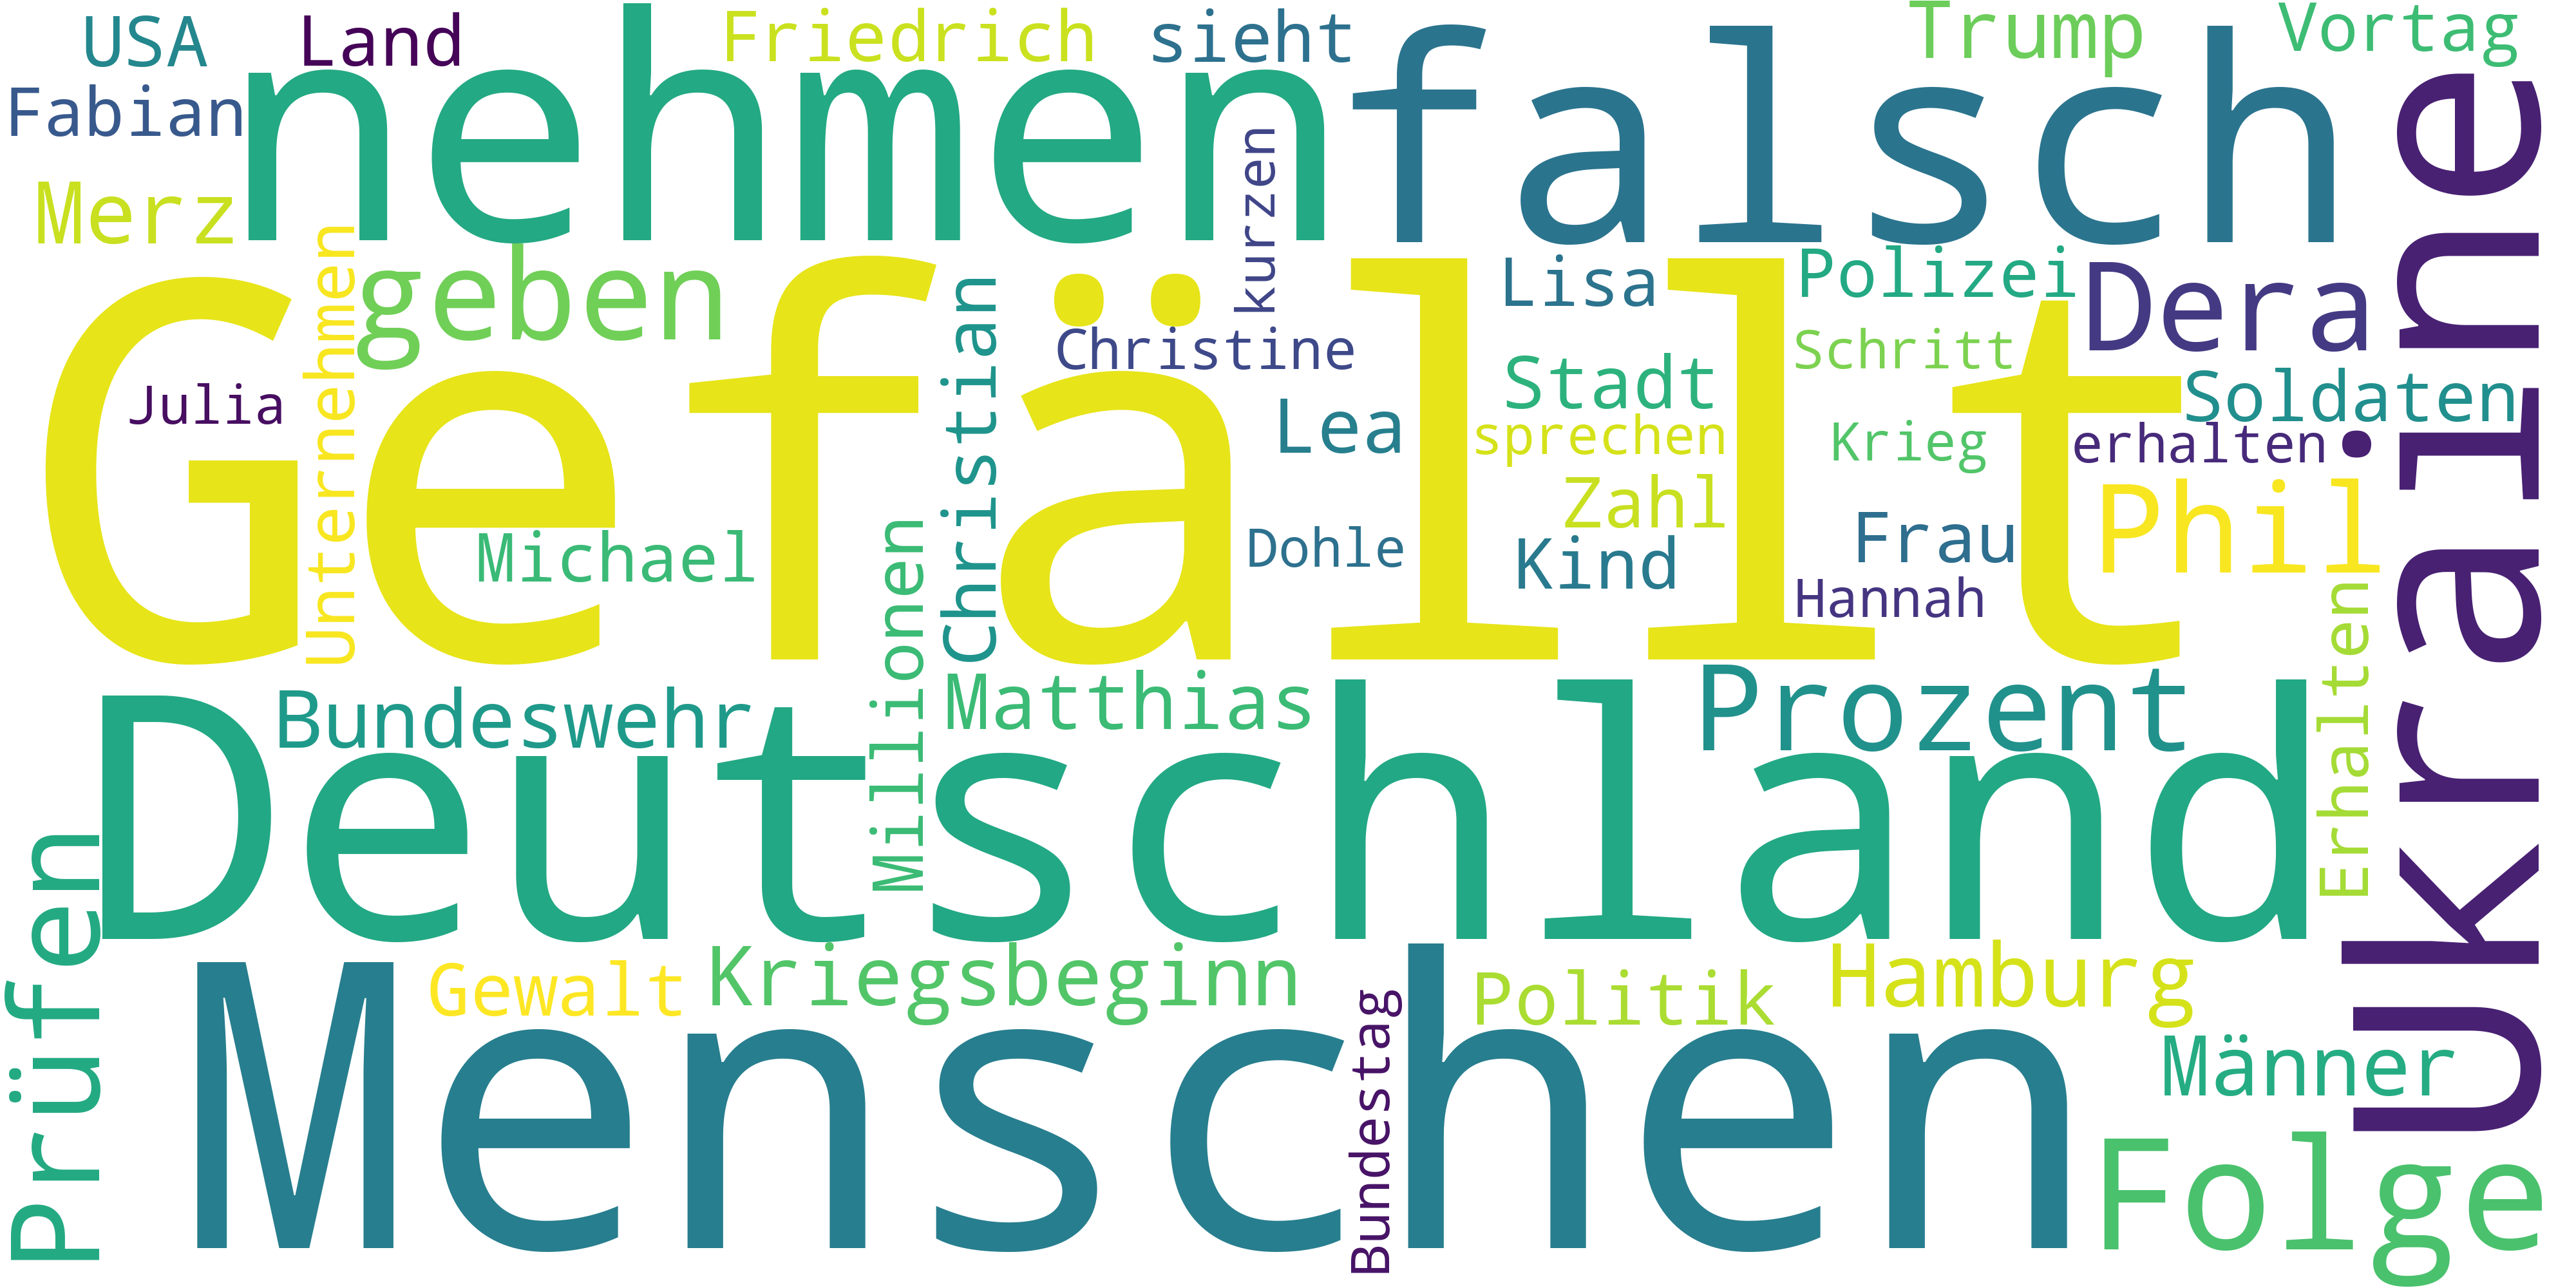 USA
Land
Friedrich
sieht
Trump
Vortag
Fabian
nehmen
falsch
Merz
kurzen
Ukraine
geben
Unternehmen
Gefällt
Christian
Christine
Lisa
Polizei
Dera
Julia
Lea
Stadt
Schritt
Soldaten
sprechen
Krieg
erhalten
Michael
Millionen
Dohle
Zahl
Kind
Frau
Phil
Hannah
Erhalten
Bundeswehr
Matthias
Prozent
Deutschland
Prüfen
Gewalt
Kriegsbeginn
Politik
Hamburg
Menschen
Bundestag
Männer
Folge